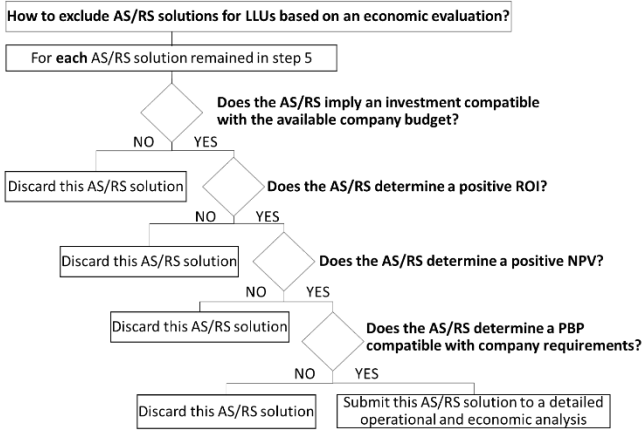 How to exclude AS/RS solutions for LLUs based on an economic evaluation?
For each AS/RS solution remained in step 5
Does the AS/RS imply an investment compatible
with the available company budget?
NO YES
Discard this AS/RS solution
Does the AS/RS determine a positive ROI?
NO YES
Discard this AS/RS solution
Does the AS/RS determine a positive NPV?
NO YES
Discard this AS/RS solution
Does the AS/RS determine a PBP
compatible with company requirements?
NO YES
Discard this AS/RS solution
Submit this AS/RS solution to a detailed
operational and economic analysis